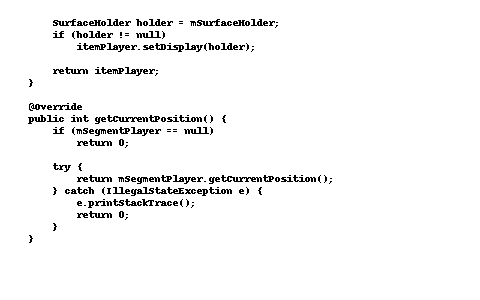 SurfaceHolder holder = mSurfaceHolder;
if (holder != null)
itemPlayer.setDisplay(holder);
return itemPlayer;
}
@Override
public int getCurrentPosition() {
if (mSegmentPlayer == null)
return 0;
try {
return mSegmentPlayer.getCurrentPosition();
} catch (IllegalStateException e) {
e.printStackTrace();
return 0;
}
}